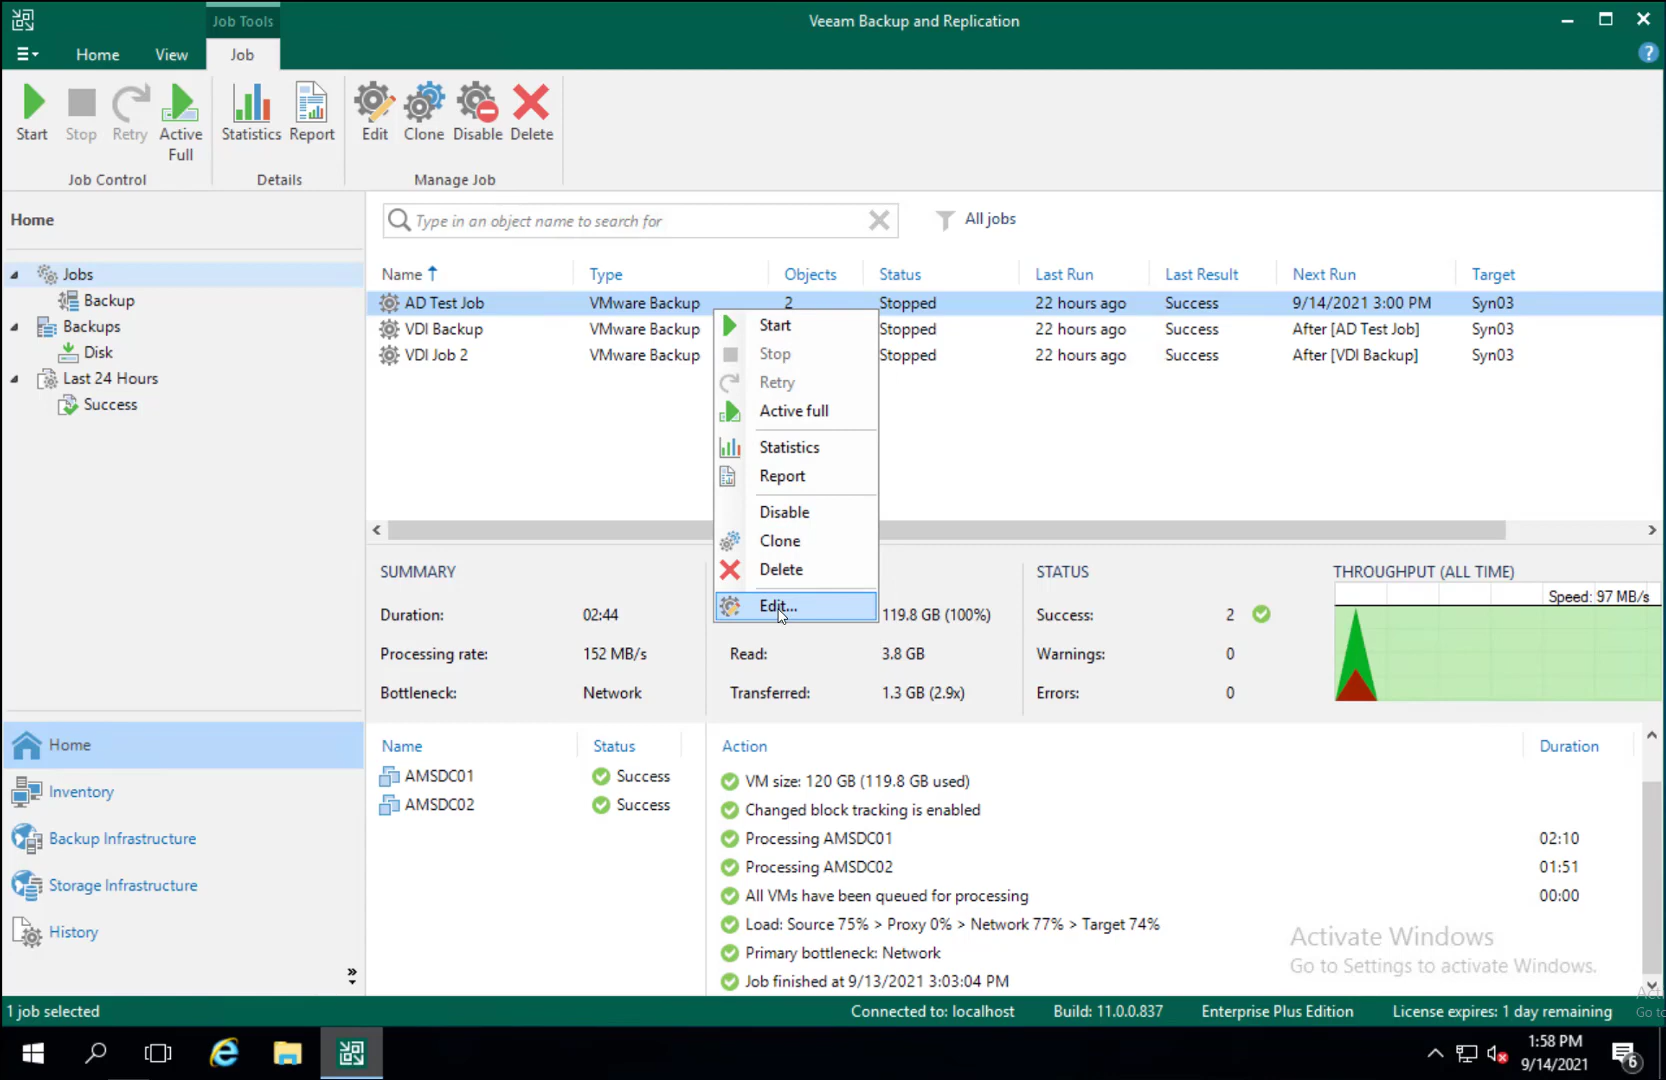 Job Tools
Veeam Backup and Replication
Home
View
Job
Start
Stop
Retry
Active
Full
Statistics
Report
Edit
Clone
Disable
Delete
Job Control
Details
Manage Job
Home
Type in an object name to search for
All jobs
Jobs
Backup
Backups
Disk
Last 24 Hours
Success
Name Type Objects Status Last Run Last Result Next Run Target
AD Test Job VMware Backup 2 Stopped 22 hours ago Success 9/14/2021 3:00 PM Syn03
VDI Backup VMware Backup Stopped 22 hours ago Success After [AD Test Job] Syn03
VDI Job 2 VMware Backup Stopped 22 hours ago Success After [VDI Backup] Syn03
Start
Stop
Retry
Active full
Statistics
Report
Disable
Clone
Delete
Edit...
SUMMARY
Duration: 02:44
Processing rate: 152 MB/s
Bottleneck: Network
119.8 GB (100%)
Read: 3.8 GB
Transferred: 1.3 GB (2.9x)
STATUS
Success: 2
Warnings: 0
Errors: 0
THROUGHPUT (ALL TIME)
Speed: 97 MB/s
Home
Inventory
Backup Infrastructure
Storage Infrastructure
History
Name Status
AMSDC01 Success
AMSDC02 Success
Action Duration
VM size: 120 GB (119.8 GB used)
Changed block tracking is enabled
Processing AMSDC01 02:10
Processing AMSDC02 01:51
All VMs have been queued for processing 00:00
Load: Source 75% > Proxy 0% > Network 77% > Target 74%
Primary bottleneck: Network
Job finished at 9/13/2021 3:03:04 PM
Activate Windows
Go to Settings to activate Windows.
1 job selected
Connected to: localhost
Build: 11.0.0.837
Enterprise Plus Edition
License expires: 1 day remaining
1:58 PM
9/14/2021
6